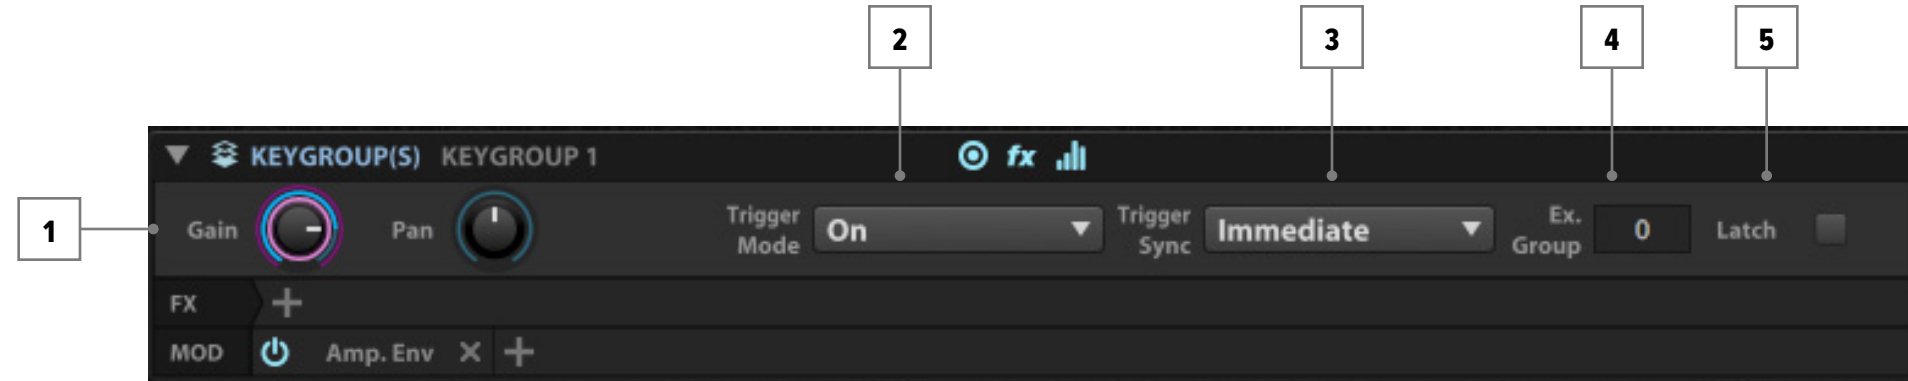 2 3 4 5
KEYGROUP(S) KEYGROUP 1 fx
1 Gain Pan Trigger Mode On Trigger Sync Immediate Ex. Group 0 Latch
FX
MOD Amp. Env